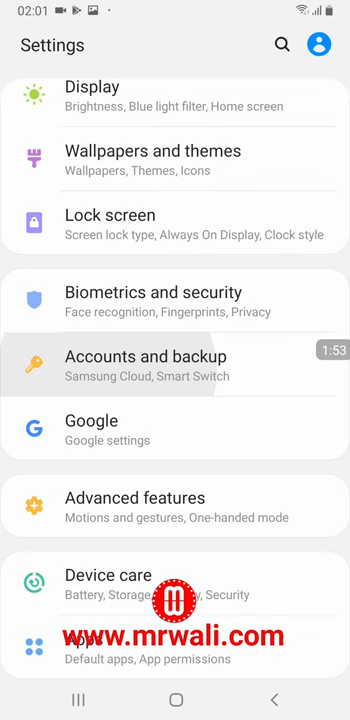 02:01
Settings
Display
Brightness, Blue light filter, Home screen
Wallpapers and themes
Wallpapers, Themes, Icons
Lock screen
Screen lock type, Always On Display, Clock style
Biometrics and security
Face recognition, Fingerprints, Privacy
Accounts and backup
1:53
Samsung Cloud, Smart Switch
Google
Google settings
Advanced features
Motions and gestures, One-handed mode
Device care
Battery, Storage, Security
Apps
www.mrwali.com
Default apps, App permissions